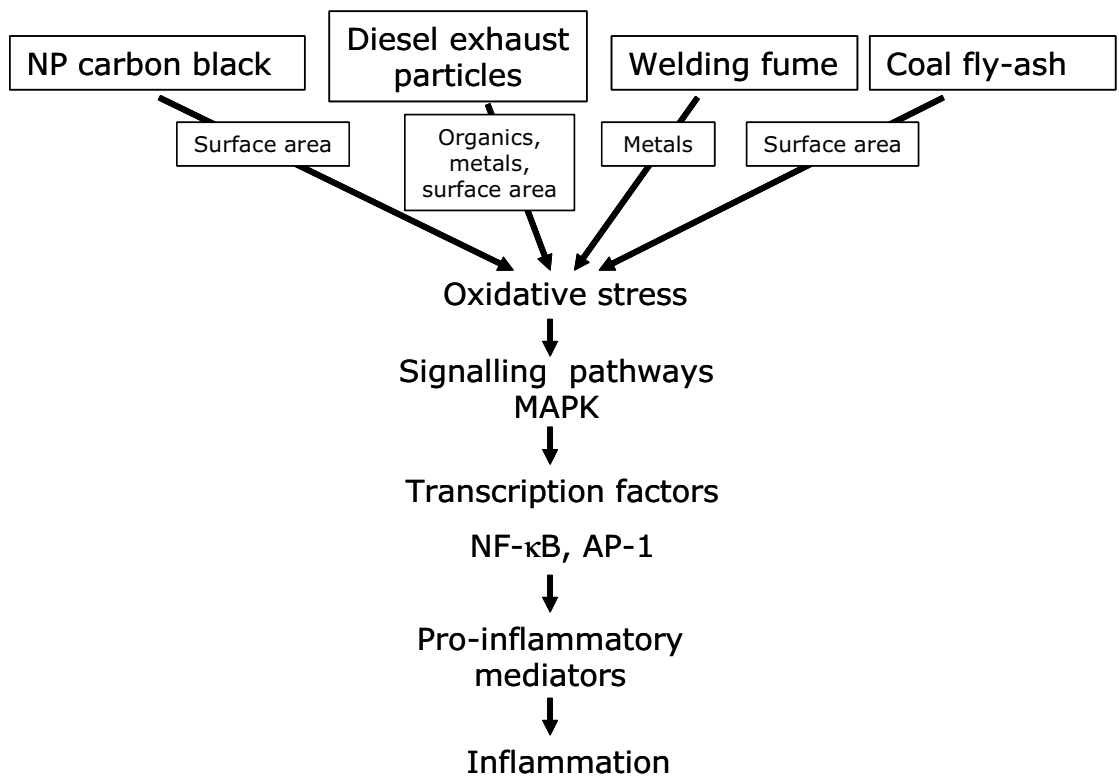 NP carbon black
Diesel exhaust
particles
Welding fume
Coal fly-ash
Surface area
Organics,
metals,
surface area
Metals
Surface area
Oxidative stress
Signalling pathways
MAPK
Transcription factors
NF-κB, AP-1
Pro-inflammatory
mediators
Inflammation